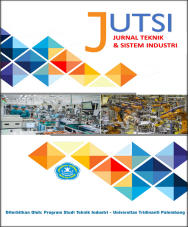 JUTSI
JURNAL TEKNIK
& SISTEM INDUSTRI
Diterbitkan Oleh: Program Studi Teknik Industri - Universitas Tridinanti Palembang